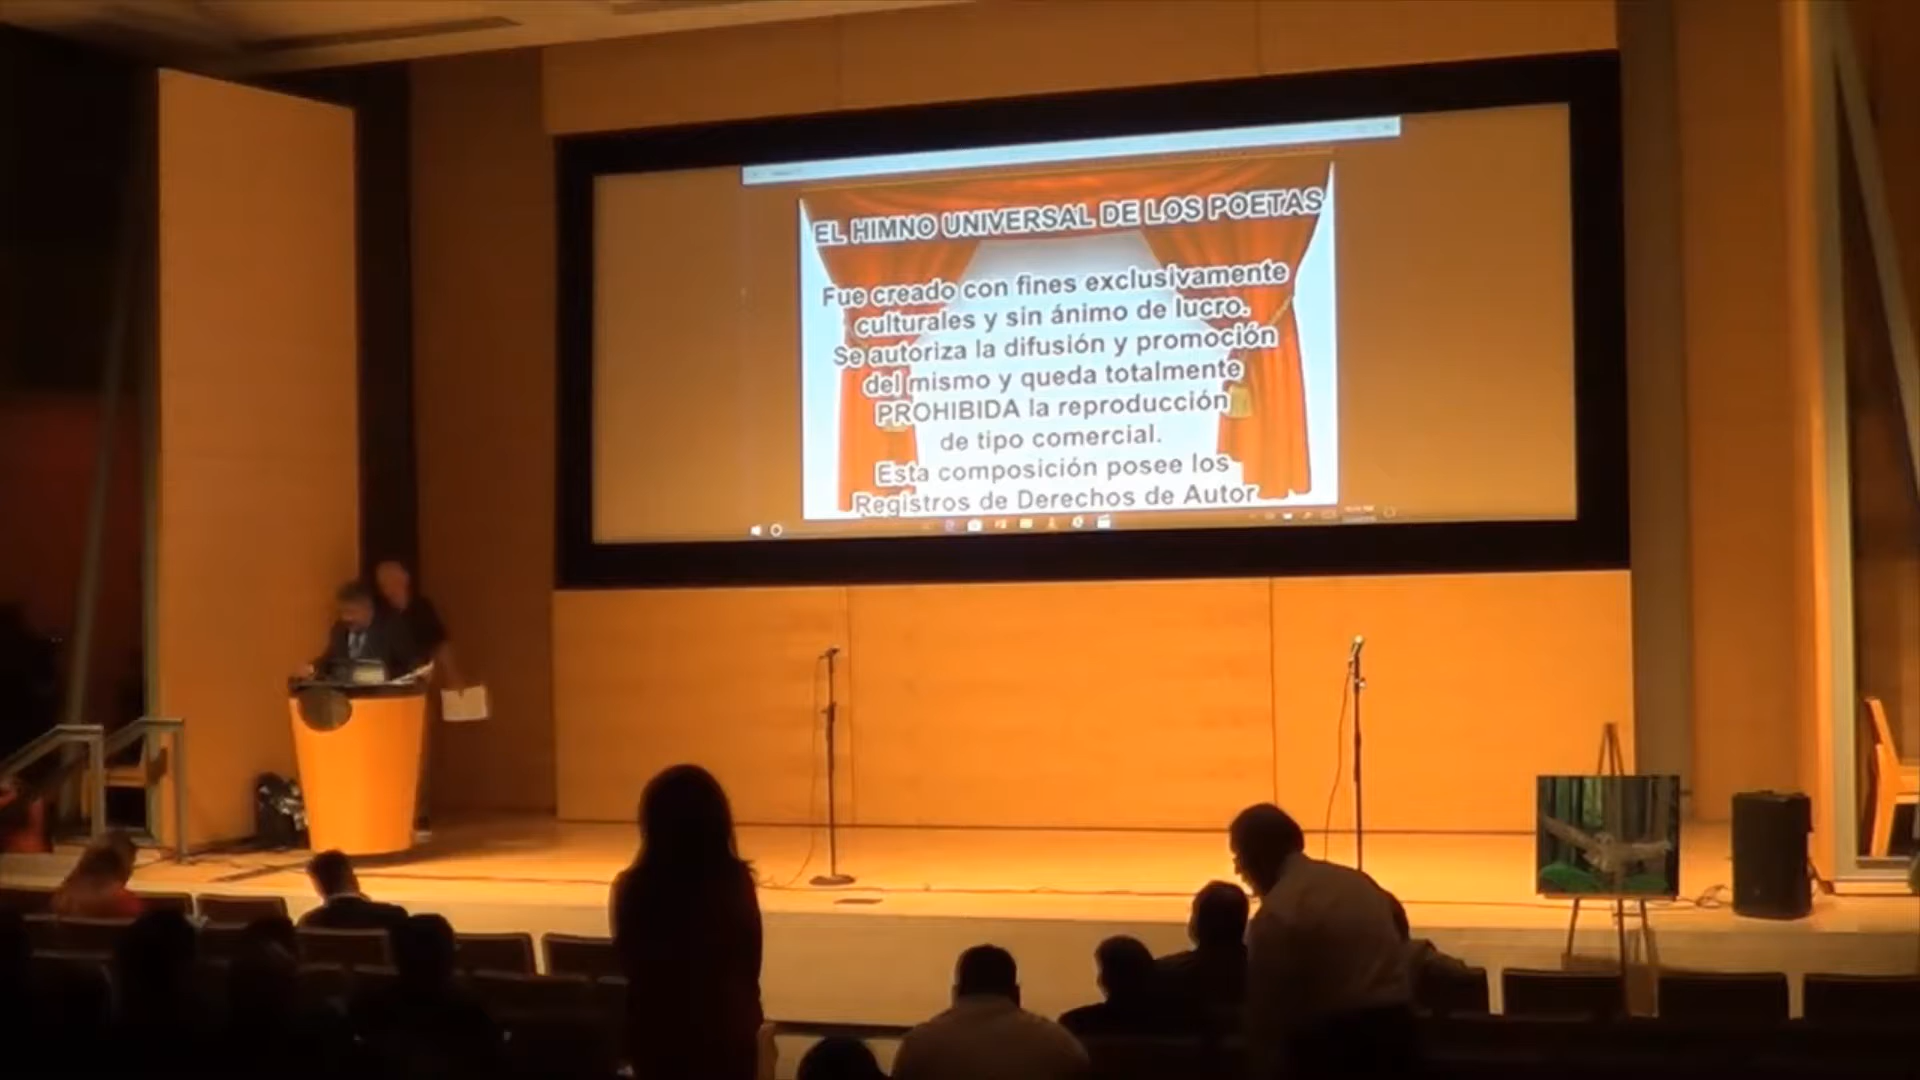 EL HIMNO UNIVERSAL DE LOS POETAS
Fue creado con fines exclusivamente
culturales y sin ánimo de lucro.
Se autoriza la difusión y promoción
del mismo y queda totalmente
PROHIBIDA la reproducción
de tipo comercial.
Esta composición posee los
Registros de Derechos de Autor